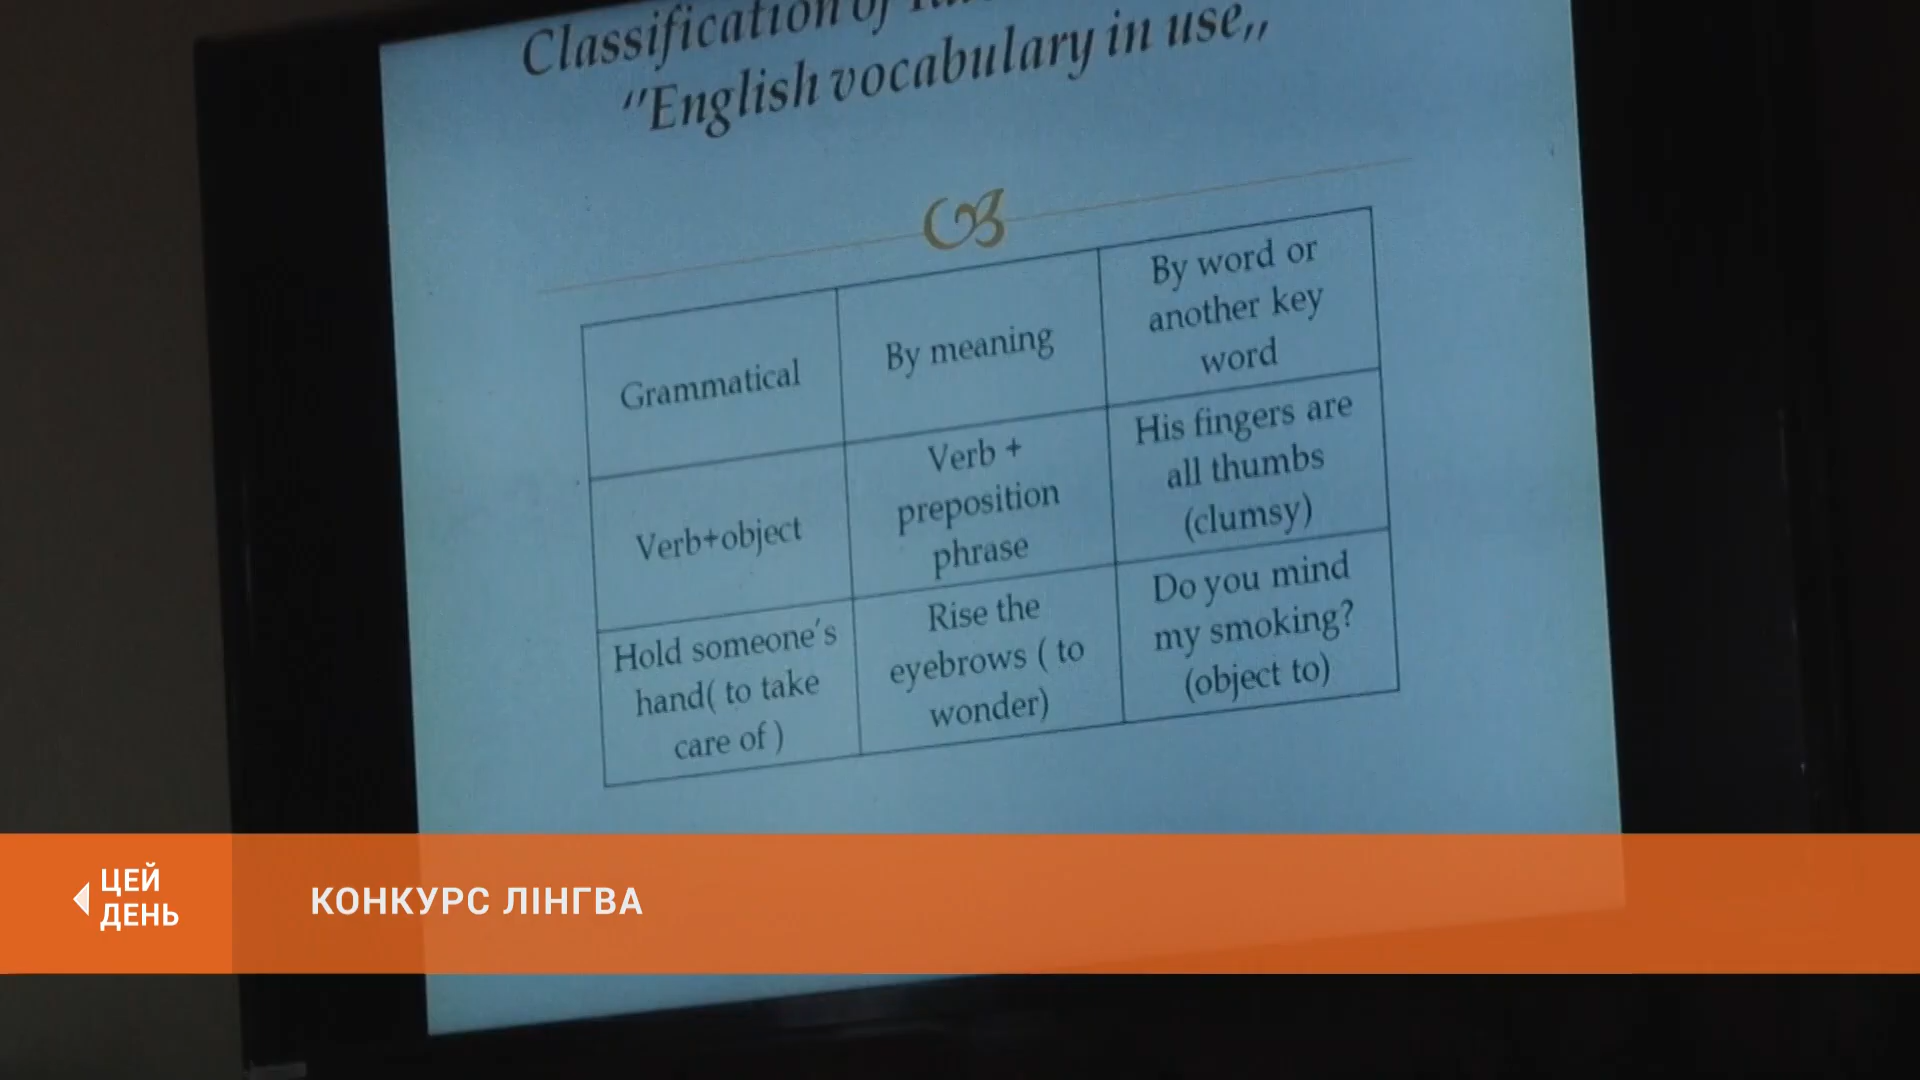 Classification of
"English vocabulary in use,,
Grammatical
By meaning
By word or
another key
word
Verb+object
Verb +
preposition
phrase
His fingers are
all thumbs
(clumsy)
Hold someone's
hand( to take
care of )
Rise the
eyebrows ( to
wonder)
Do you mind
my smoking?
(object to)
ЦЕЙ
ДЕНЬ
КОНКУРС ЛІНГВА